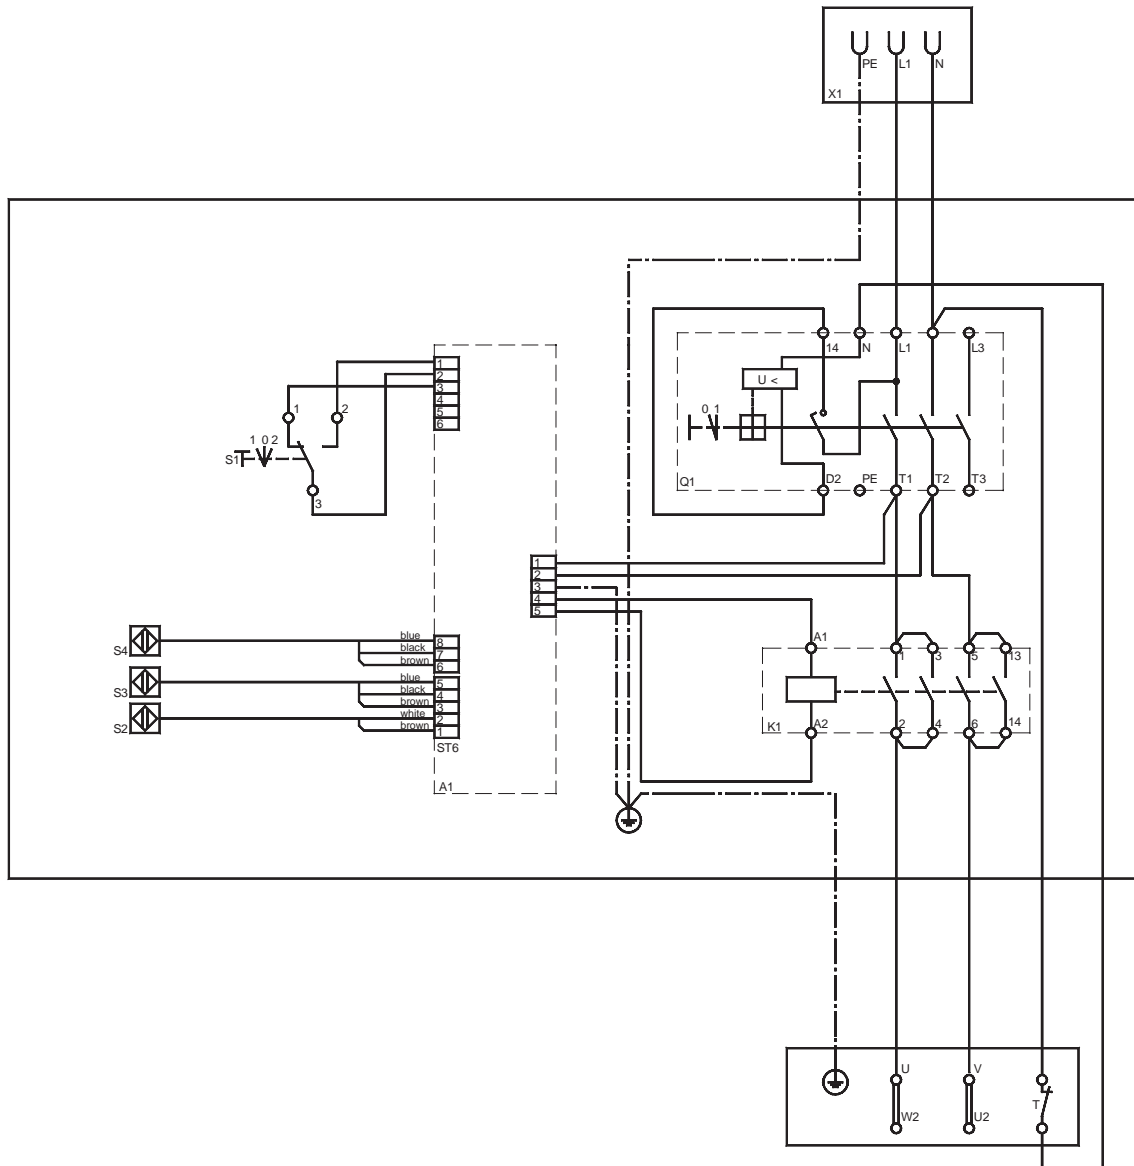 PE L1 N
X1
14 N L1 L3
U <
0 1
Q1 D2 PE T1 T2 T3
1
2
3
4
5
6
1 2
1 0 2
S1
3
1
2
3
4
5
S4 blue 8
black 7
brown 6
S3 blue 5
black 4
brown 3
S2 white 2
brown 1
ST6
A1
A1 1 3 5 13
K1 A2 2 4 6 14
U V
T
W2 U2